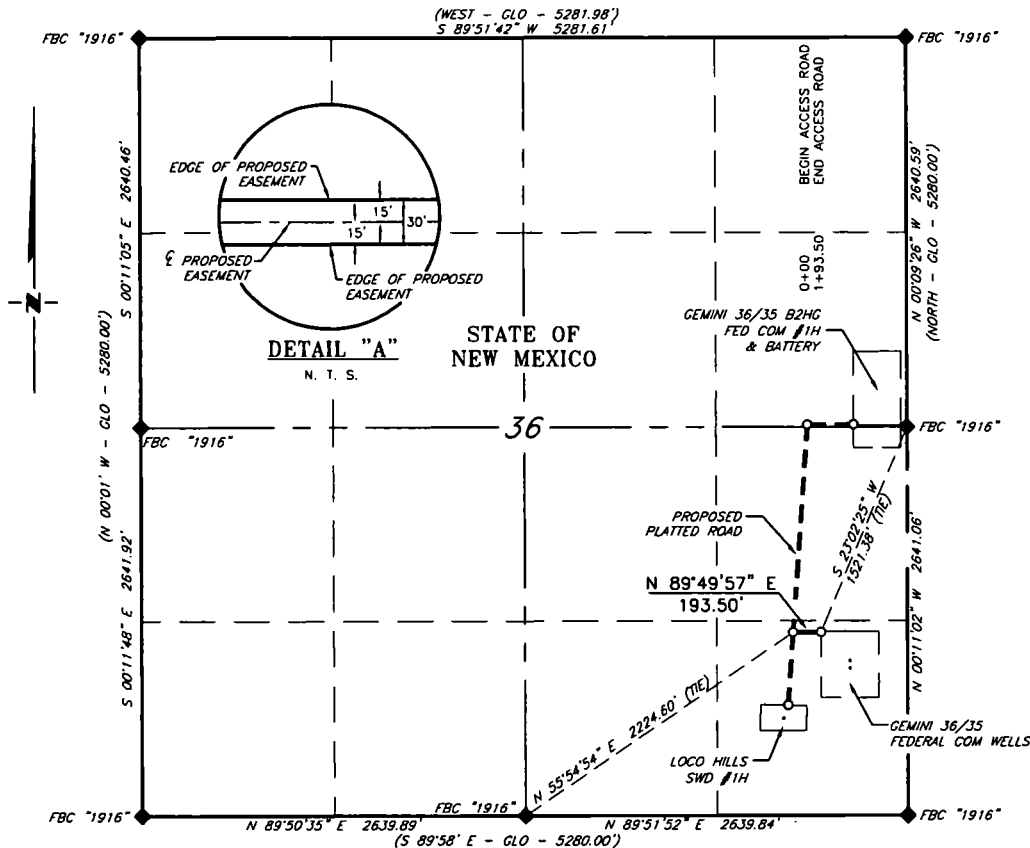 (WEST - GLO - 5281.98')
S 89°51'42" W 5281.61'
FBC "1916"
FBC "1916"
BEGIN ACCESS ROAD
END ACCESS ROAD
0+00
1+93.50
S 00°11'05" E 2640.46'
N 00°09'26" W 2640.59'
(NORTH - GLO - 5280.00')
EDGE OF PROPOSED
EASEMENT
15'
30'
15'
℄ PROPOSED
EASEMENT
EDGE OF PROPOSED
EASEMENT
DETAIL "A"
N. T. S.
STATE OF
NEW MEXICO
GEMINI 36/35 B2HG
FED COM #1H
& BATTERY
N
(N 00°01' W - GLO - 5280.00')
FBC "1916"
36
FBC "1916"
PROPOSED
PLATTED ROAD
S 23°02'25" W
1521.38' (TIE)
N 89°49'57" E
193.50'
S 00°11'48" E 2641.92'
N 00°11'02" W 2641.06'
N 55°54'54" E 2224.60' (TIE)
GEMINI 36/35
FEDERAL COM WELLS
LOCO HILLS
SWD #1H
FBC "1916"
FBC "1916"
FBC "1916"
N 89°50'35" E 2639.89'
N 89°51'52" E 2639.84'
(S 89°58' E - GLO - 5280.00')